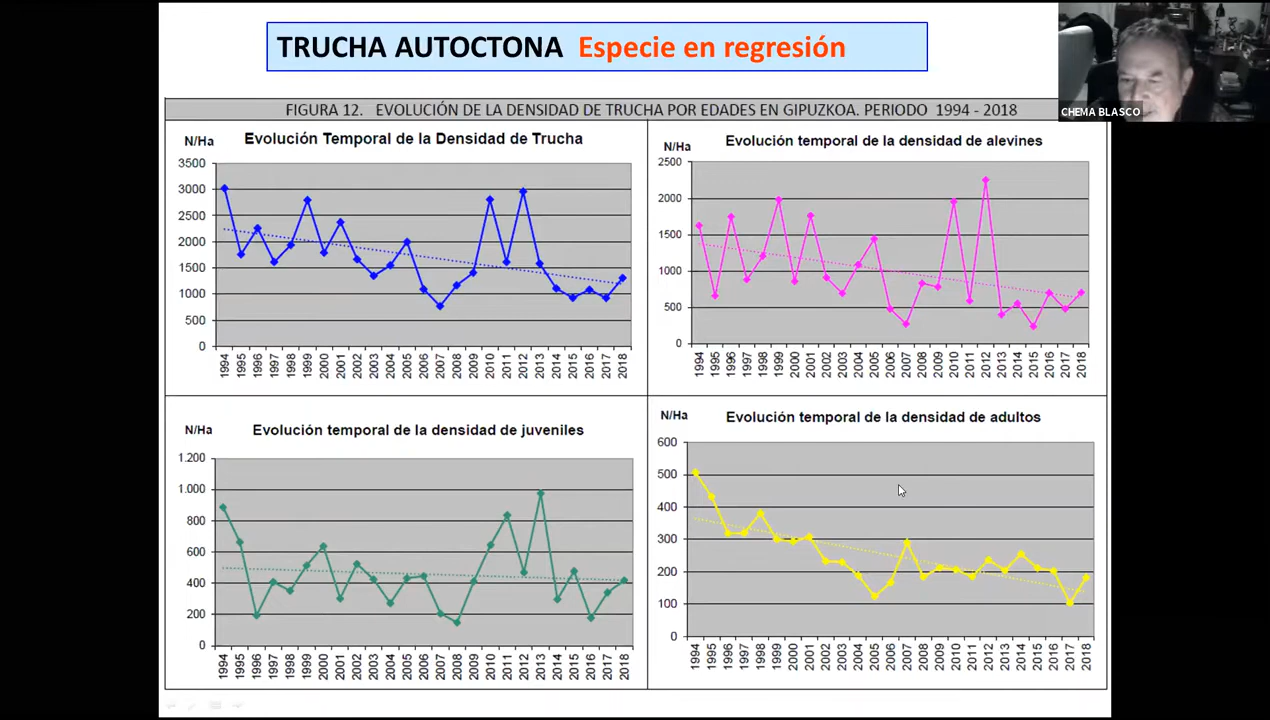 TRUCHA AUTOCTONA Especie en regresión
CHEMA BLASCO
FIGURA 12. EVOLUCIÓN DE LA DENSIDAD DE TRUCHA POR EDADES EN GIPUZKOA. PERIODO 1994 - 2018
Evolución Temporal de la Densidad de Trucha
N/Ha
3500
3000
2500
2000
1500
1000
500
0
1994 1995 1996 1997 1998 1999 2000 2001 2002 2003 2004 2005 2006 2007 2008 2009 2010 2011 2012 2013 2014 2015 2016 2017 2018
Evolución temporal de la densidad de alevines
N/Ha
2500
2000
1500
1000
500
0
1994 1995 1996 1997 1998 1999 2000 2001 2002 2003 2004 2005 2006 2007 2008 2009 2010 2011 2012 2013 2014 2015 2016 2017 2018
Evolución temporal de la densidad de juveniles
N/Ha
1.200
1.000
800
600
400
200
0
1994 1995 1996 1997 1998 1999 2000 2001 2002 2003 2004 2005 2006 2007 2008 2009 2010 2011 2012 2013 2014 2015 2016 2017 2018
Evolución temporal de la densidad de adultos
N/Ha
600
500
400
300
200
100
0
1994 1995 1996 1997 1998 1999 2000 2001 2002 2003 2004 2005 2006 2007 2008 2009 2010 2011 2012 2013 2014 2015 2016 2017 2018